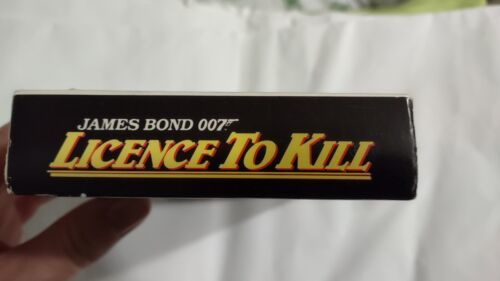 JAMES BOND 007
LICENCE TO KILL